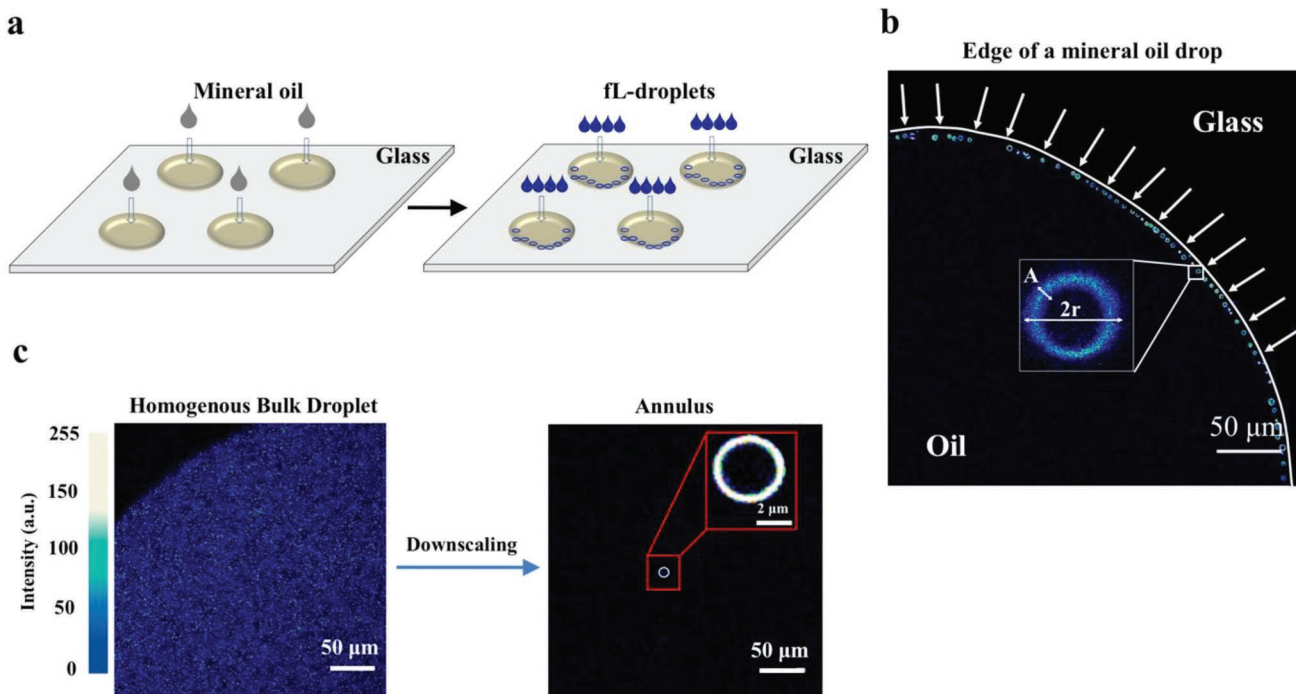 a
Mineral oil
Glass
fL-droplets
Glass
b
Edge of a mineral oil drop
Glass
A
2r
Oil
50 μm
c
Homogenous Bulk Droplet
Intensity (a.u.)
255
150
100
50
0
50 μm
Downscaling
Annulus
2 μm
50 μm